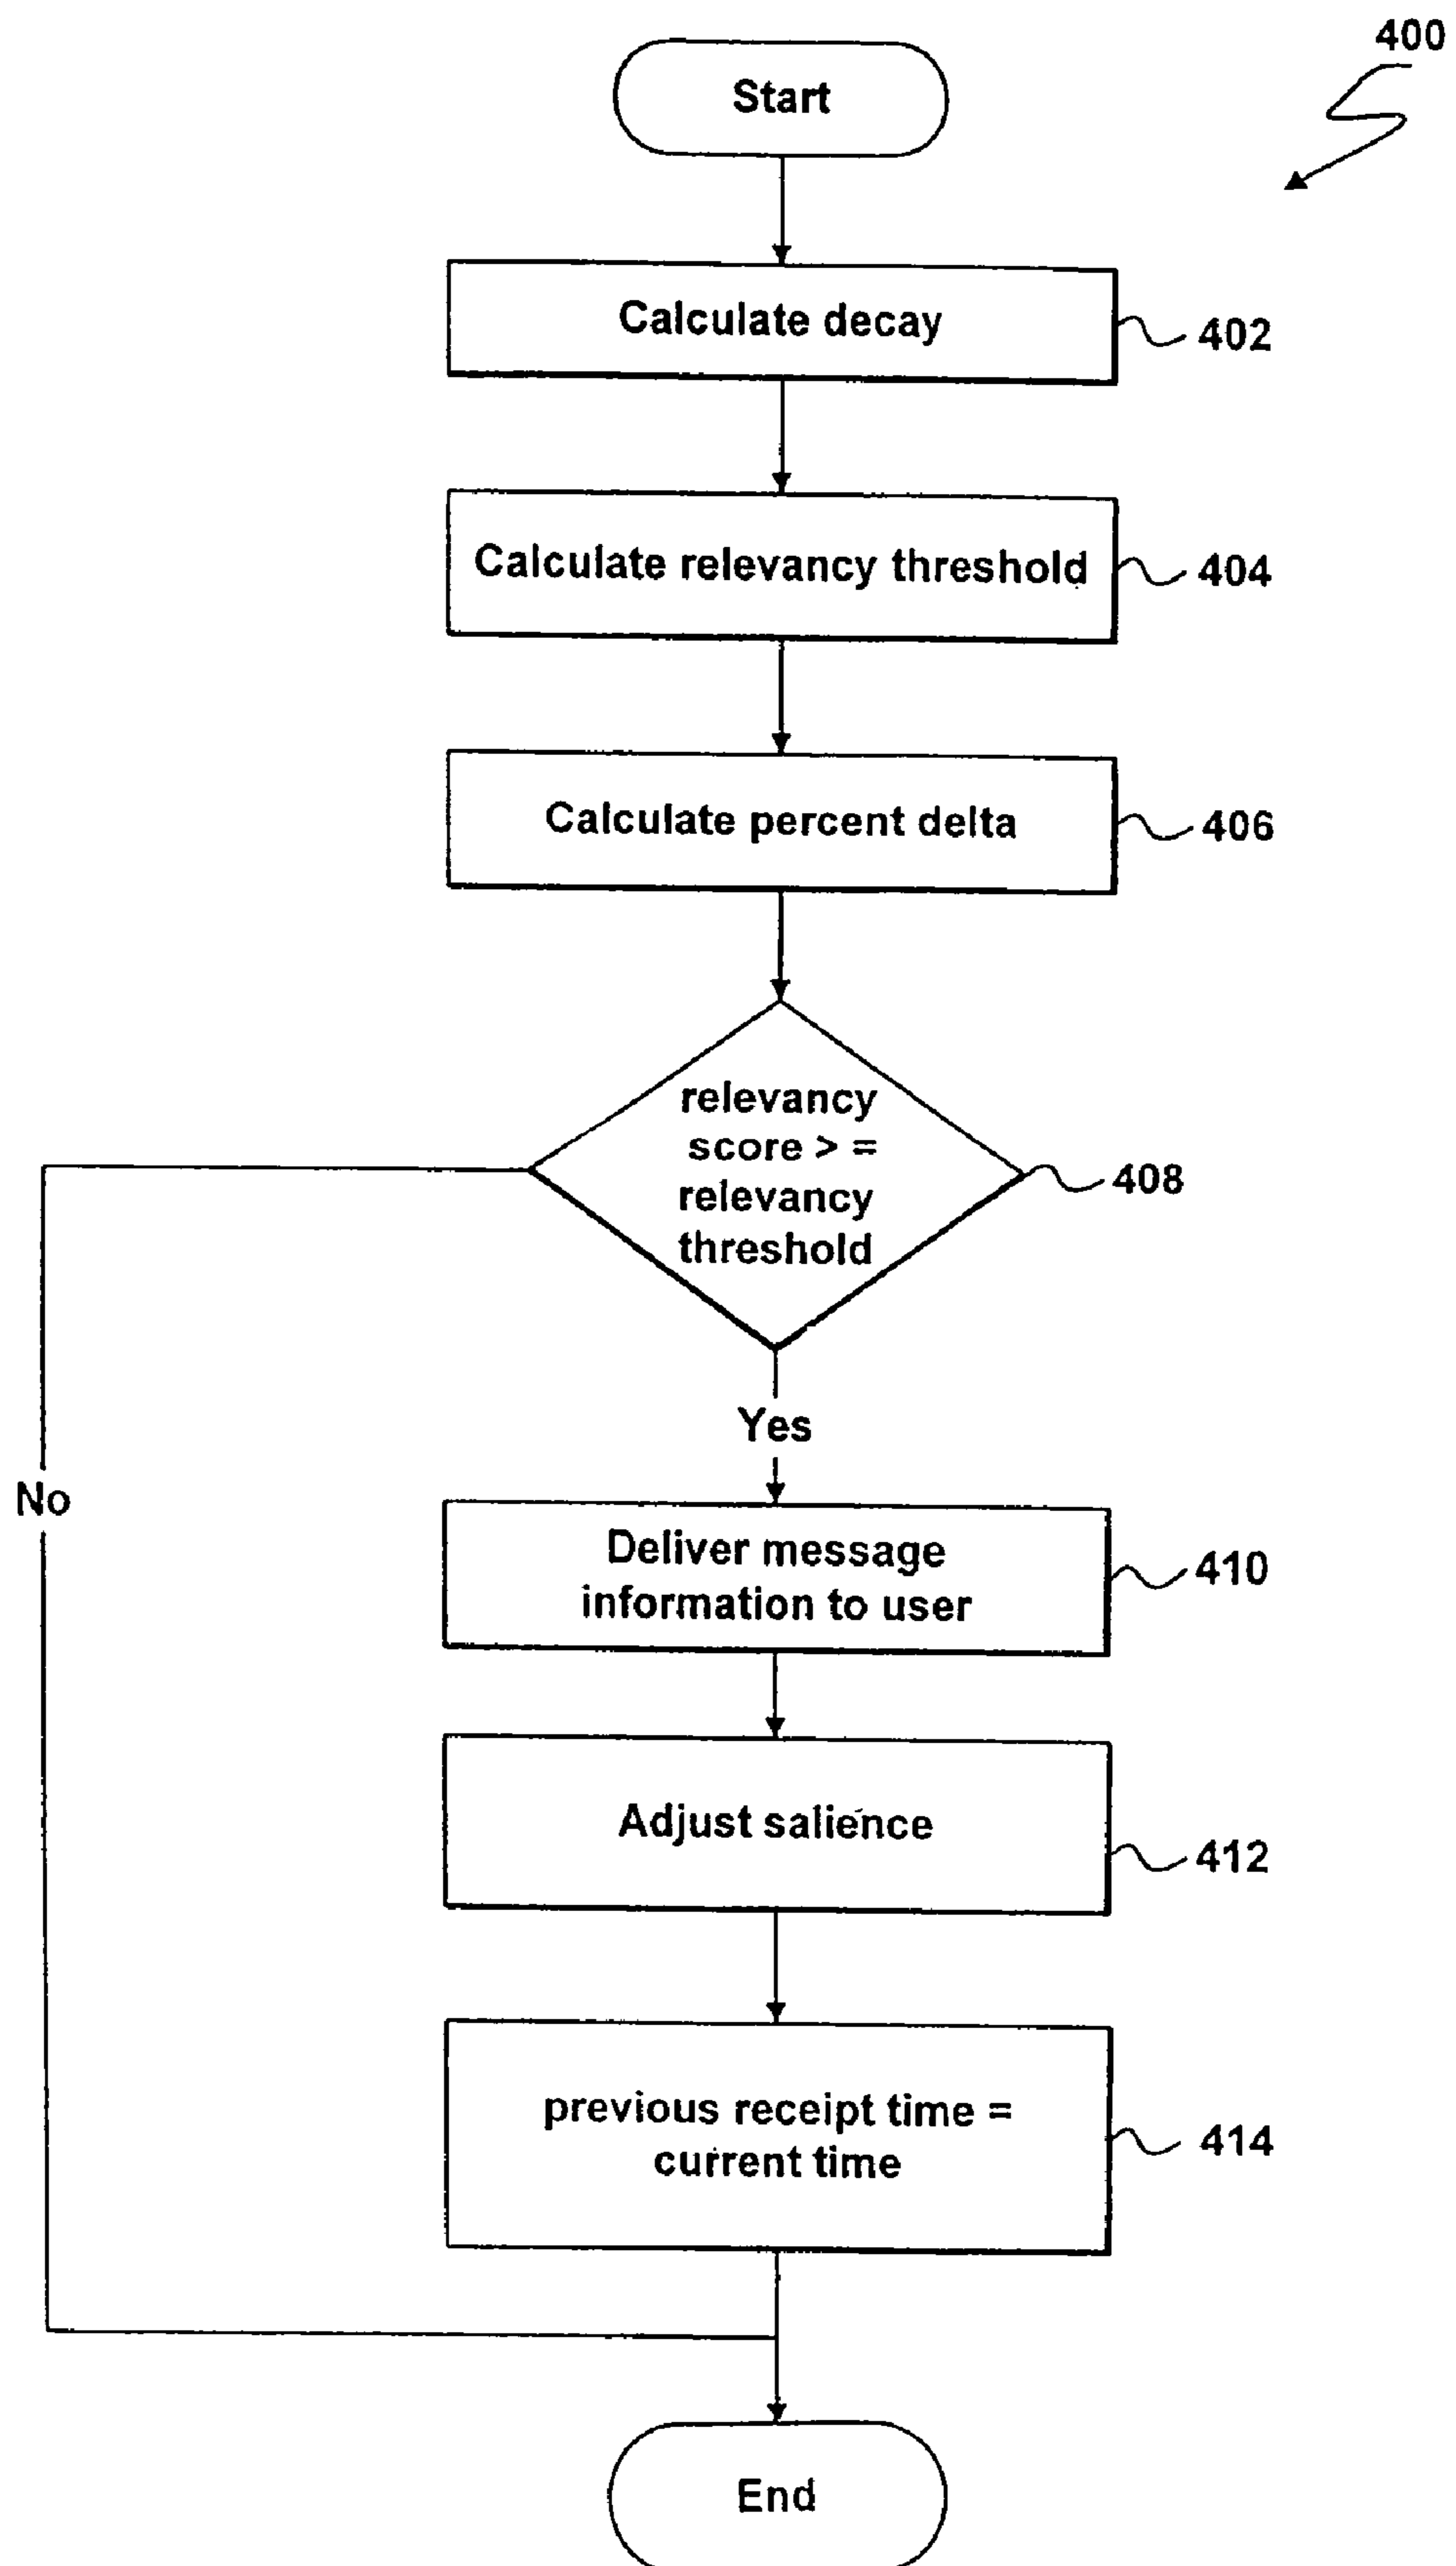 400
Start
Calculate decay
402
Calculate relevancy threshold
404
Calculate percent delta
406
relevancy
score > =
relevancy
threshold
408
Yes
No
Deliver message
information to user
410
Adjust salience
412
previous receipt time =
current time
414
End